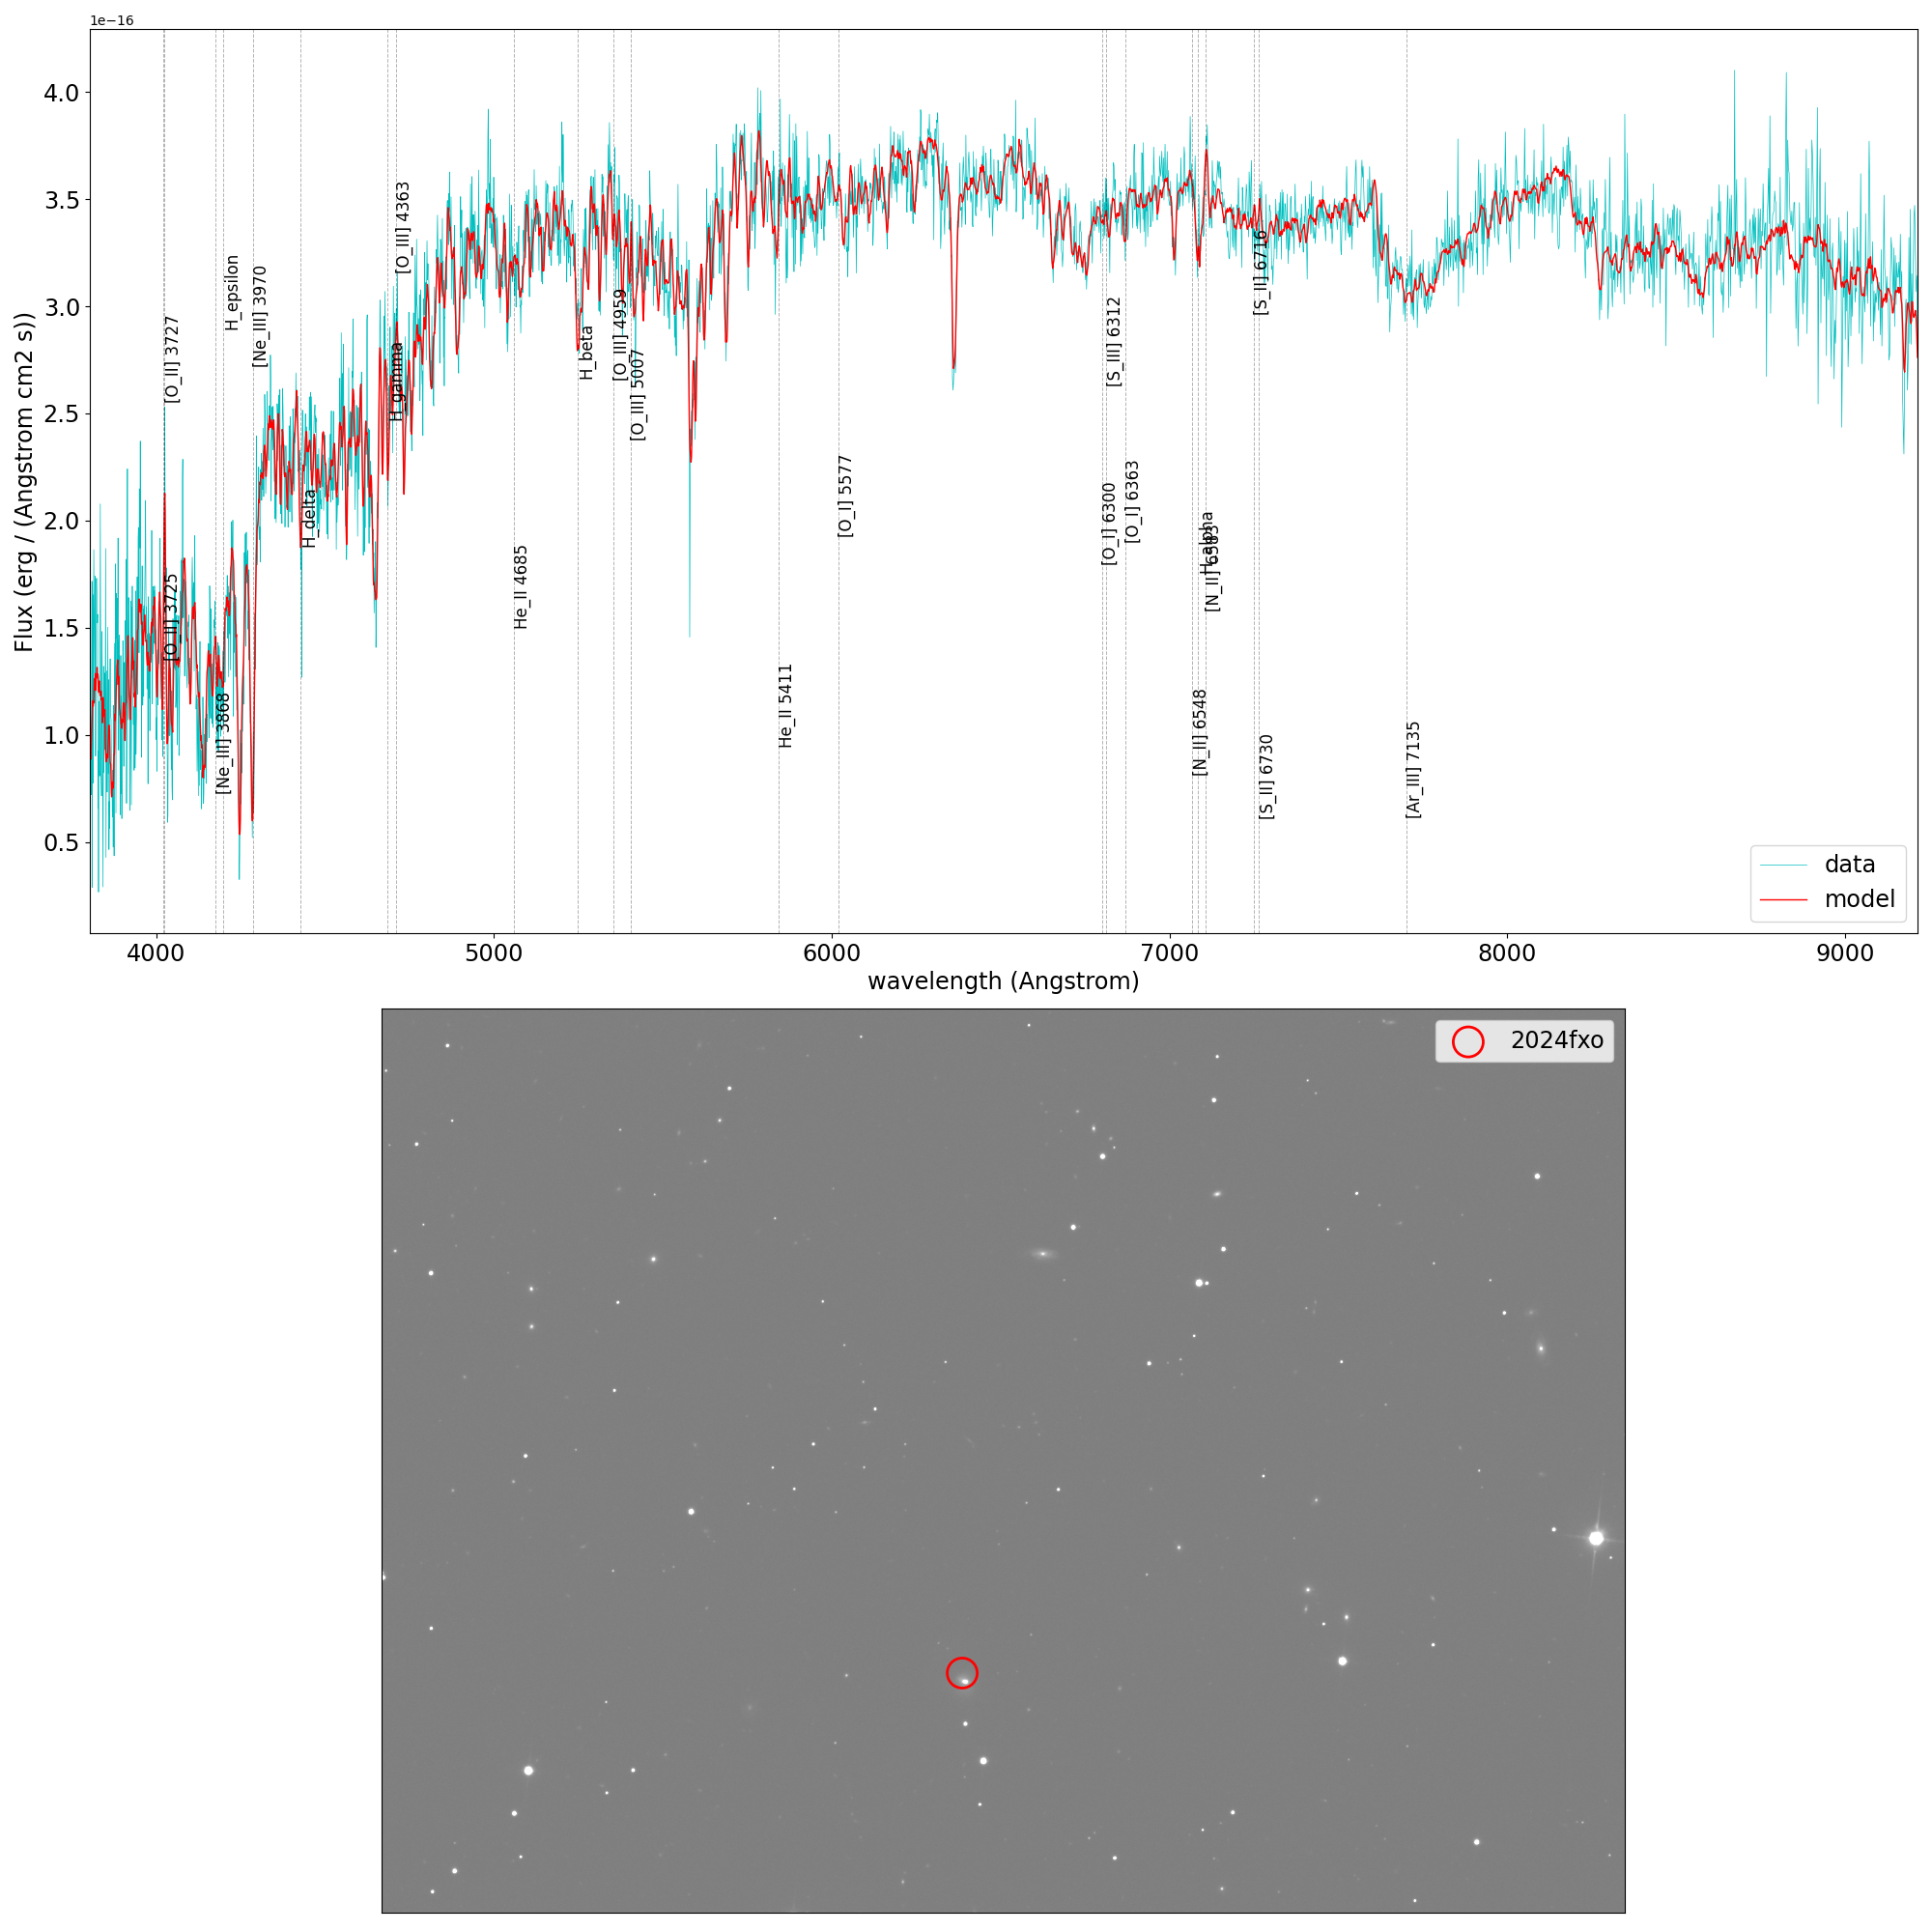 1e−16
Flux (erg / (Angstrom cm2 s))
4.0
3.5
3.0
2.5
2.0
1.5
1.0
0.5
[O_II] 3725
[O_II] 3727
[Ne_III] 3868
H_epsilon
[Ne_III] 3970
H_delta
H_gamma
[O_III] 4363
He_II 4685
H_beta
[O_III] 4959
[O_III] 5007
He_II 5411
[O_I] 5577
[O_I] 6300
[S_III] 6312
[O_I] 6363
[N_II] 6548
H_alpha
[N_II] 6583
[S_II] 6716
[S_II] 6730
[Ar_III] 7135
data
model
4000 5000 6000 7000 8000 9000
wavelength (Angstrom)
2024fxo